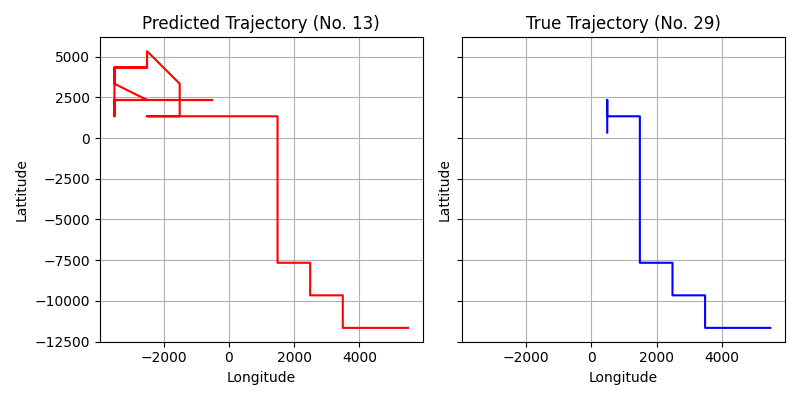 Predicted Trajectory (No. 13)
True Trajectory (No. 29)
Lattitude
5000
2500
0
−2500
−5000
−7500
−10000
−12500
−2000
0
2000
4000
Longitude
Lattitude
−2000
0
2000
4000
Longitude